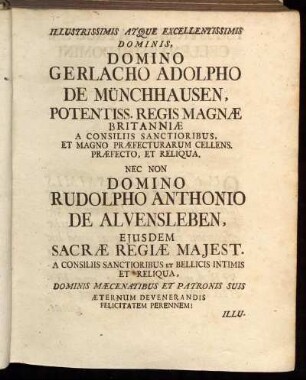 ILLUSTRISSIMIS ATQUE EXCELLENTISSIMIS
DOMINIS,
DOMINO
GERLACHO ADOLPHO
DE MÜNCHHAUSEN,
POTENTISS. REGIS MAGNÆ
BRITANNIÆ
A CONSILIIS SANCTIORIBUS,
ET MAGNO PRÆFECTURARUM CELLENS.
PRÆFECTO, ET RELIQUA,
NEC NON
DOMINO
RUDOLPHO ANTHONIO
DE ALVENSLEBEN,
EJUSDEM
SACRÆ REGIÆ MAJEST.
A CONSILIIS SANCTIORIBUS ET BELLICIS INTIMIS
ET RELIQUA,
DOMINIS MÆCENATIBUS ET PATRONIS SUIS
ÆTERNUM DEVENERANDIS
FELICITATEM PERENNEM!
ILLU-